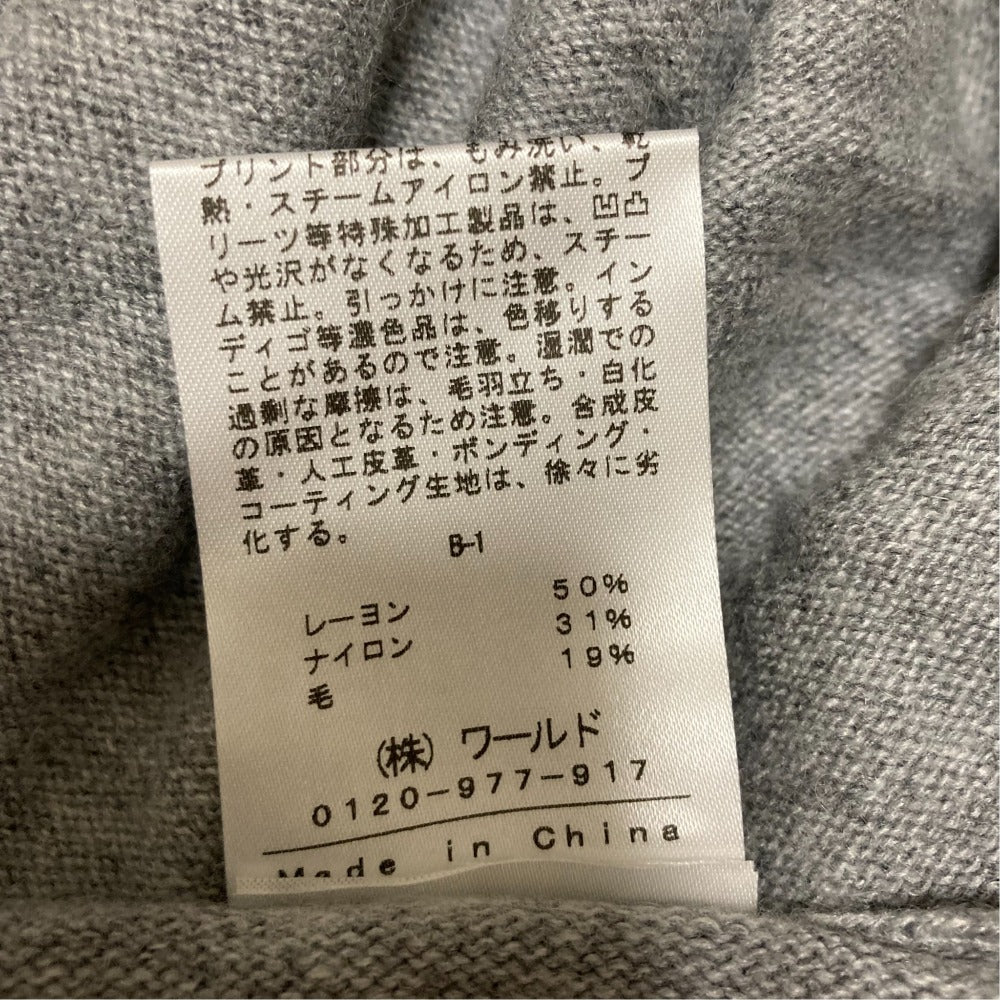 プリント部分は、もみ洗い、乾
熱・スチームアイロン禁止。プ
リーツ等特殊加工製品は、凹凸
や光沢がなくなるため、スチー
ム禁止。引っかけに注意。イン
ディゴ等濃色品は、色移りする
ことがあるので注意。湿潤での
過剰な摩擦は、毛羽立ち・白化
の原因となるため注意。合成皮
革・人工皮革・ボンディング・
コーティング生地は、徐々に劣
化する。
B-1
レーヨン 50%
ナイロン 31%
毛 19%
(株)ワールド
0120-977-917
Made in China